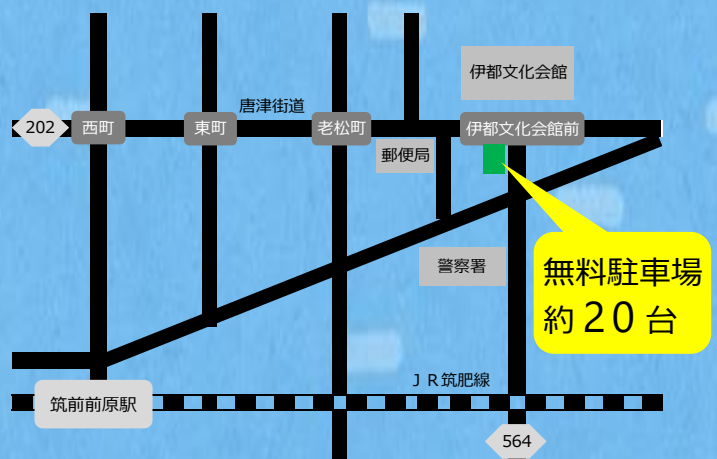 伊都文化会館
唐津街道
202
西町
東町
老松町
伊都文化会館前
郵便局
警察署
無料駐車場
約20台
JR筑肥線
筑前前原駅
564